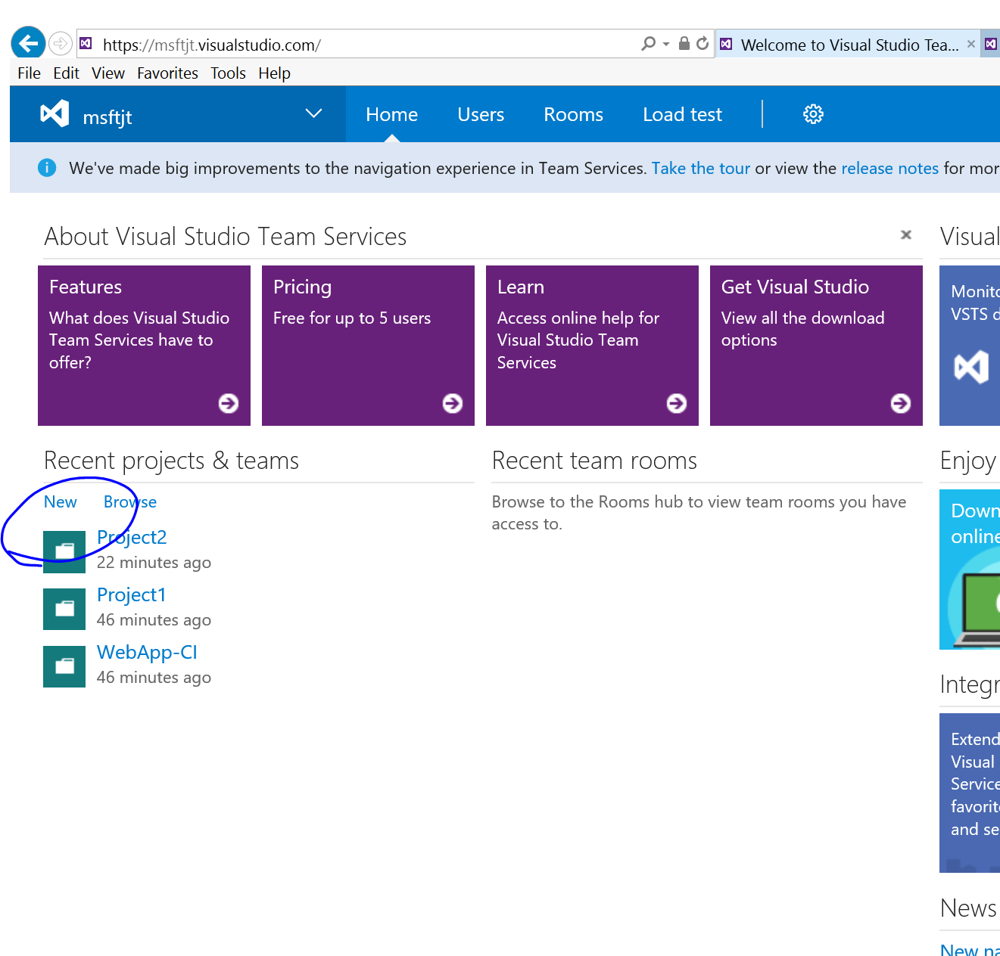 https://msftjt.visualstudio.com/
Welcome to Visual Studio Tea...
File Edit View Favorites Tools Help
msftjt
Home Users Rooms Load test
We've made big improvements to the navigation experience in Team Services. Take the tour or view the release notes for mor
About Visual Studio Team Services
Features
What does Visual Studio
Team Services have to
offer?
Pricing
Free for up to 5 users
Learn
Access online help for
Visual Studio Team
Services
Get Visual Studio
View all the download
options
Recent projects & teams
New Browse
Project2
22 minutes ago
Project1
46 minutes ago
WebApp-CI
46 minutes ago
Recent team rooms
Browse to the Rooms hub to view team rooms you have
access to.
Visual
Monito
VSTS d
Enjoy
Down
online
Integr
Extend
Visual
Service
favorite
and se
News
New na